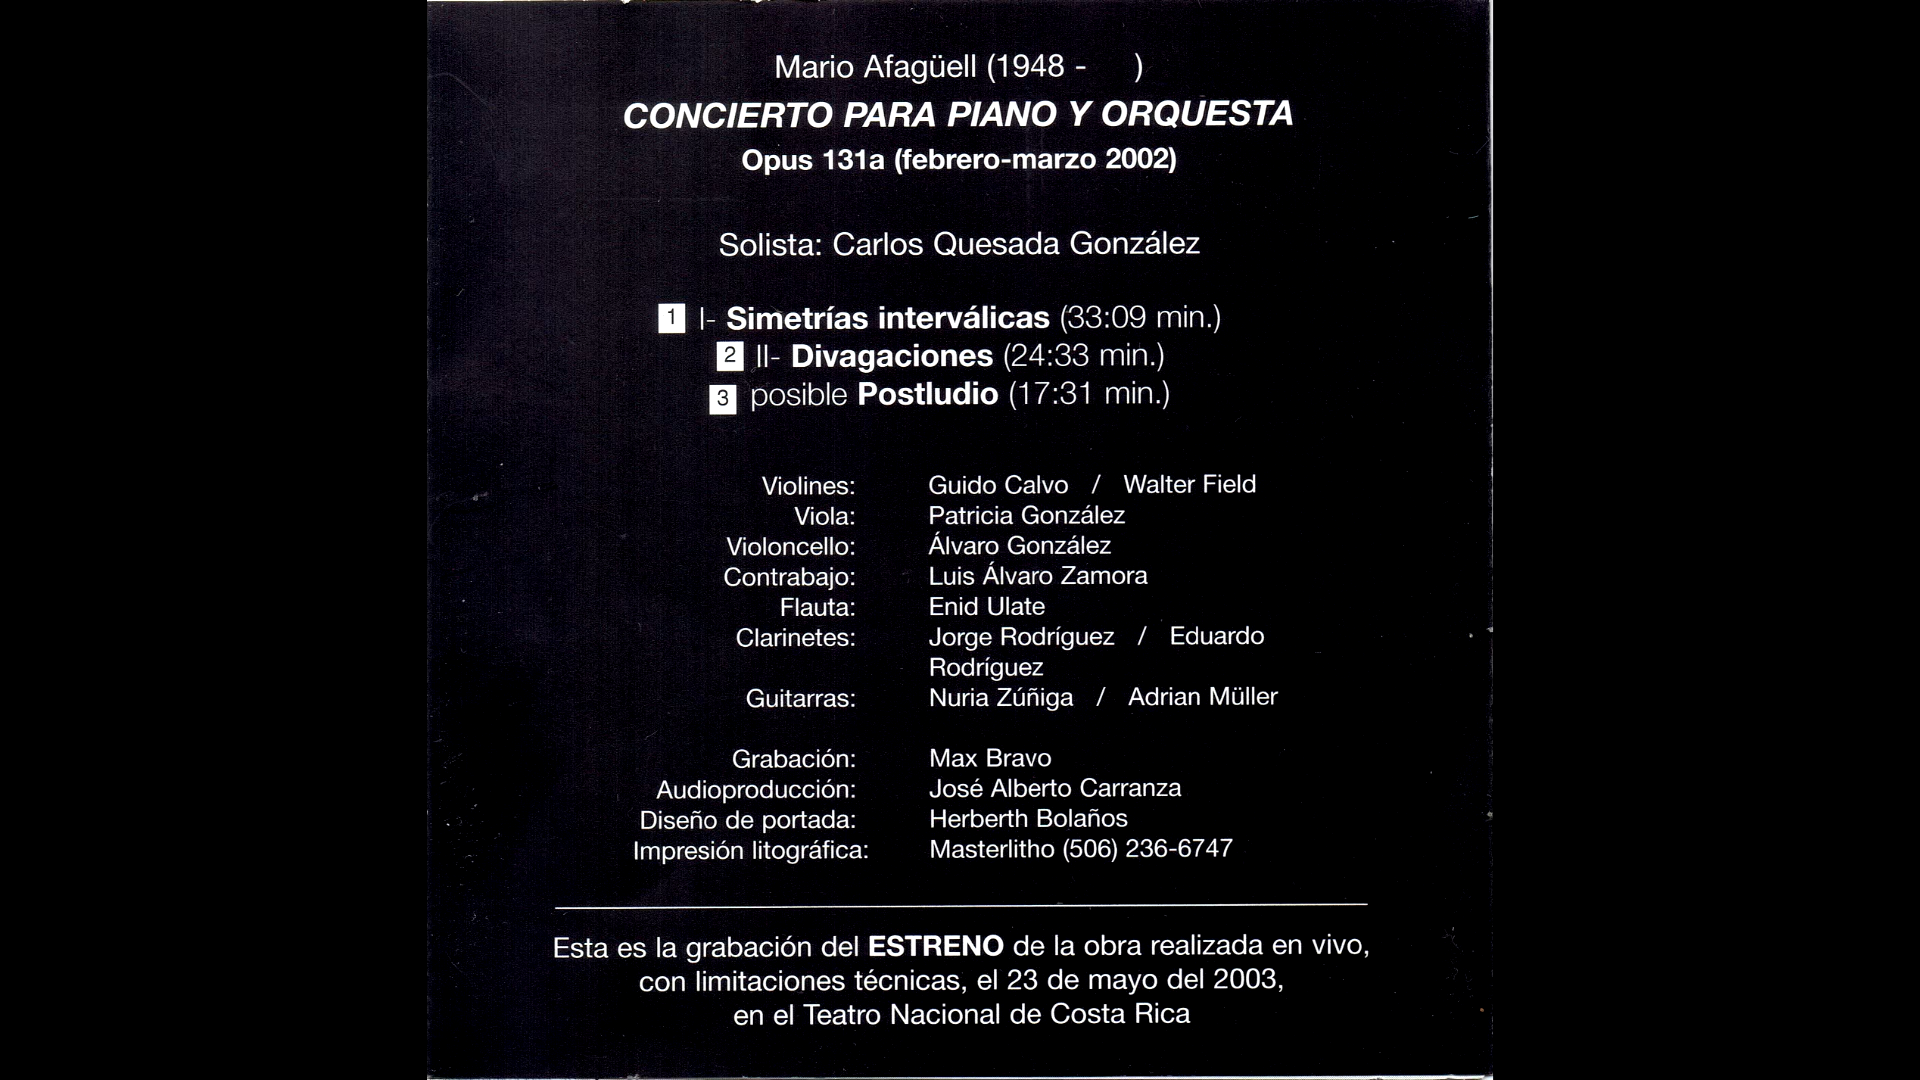 Mario Afagüell (1948 -     )
CONCIERTO PARA PIANO Y ORQUESTA
Opus 131a (febrero-marzo 2002)
Solista: Carlos Quesada González
1 I- Simetrías interválicas (33:09 min.)
2 II- Divagaciones (24:33 min.)
3 posible Postludio (17:31 min.)
Violines: Guido Calvo / Walter Field
Viola: Patricia González
Violoncello: Álvaro González
Contrabajo: Luis Álvaro Zamora
Flauta: Enid Ulate
Clarinetes: Jorge Rodríguez / Eduardo
Rodríguez
Guitarras: Nuria Zúñiga / Adrian Müller
Grabación: Max Bravo
Audioproducción: José Alberto Carranza
Diseño de portada: Herberth Bolaños
Impresión litográfica: Masterlitho (506) 236-6747
Esta es la grabación del ESTRENO de la obra realizada en vivo,
con limitaciones técnicas, el 23 de mayo del 2003,
en el Teatro Nacional de Costa Rica